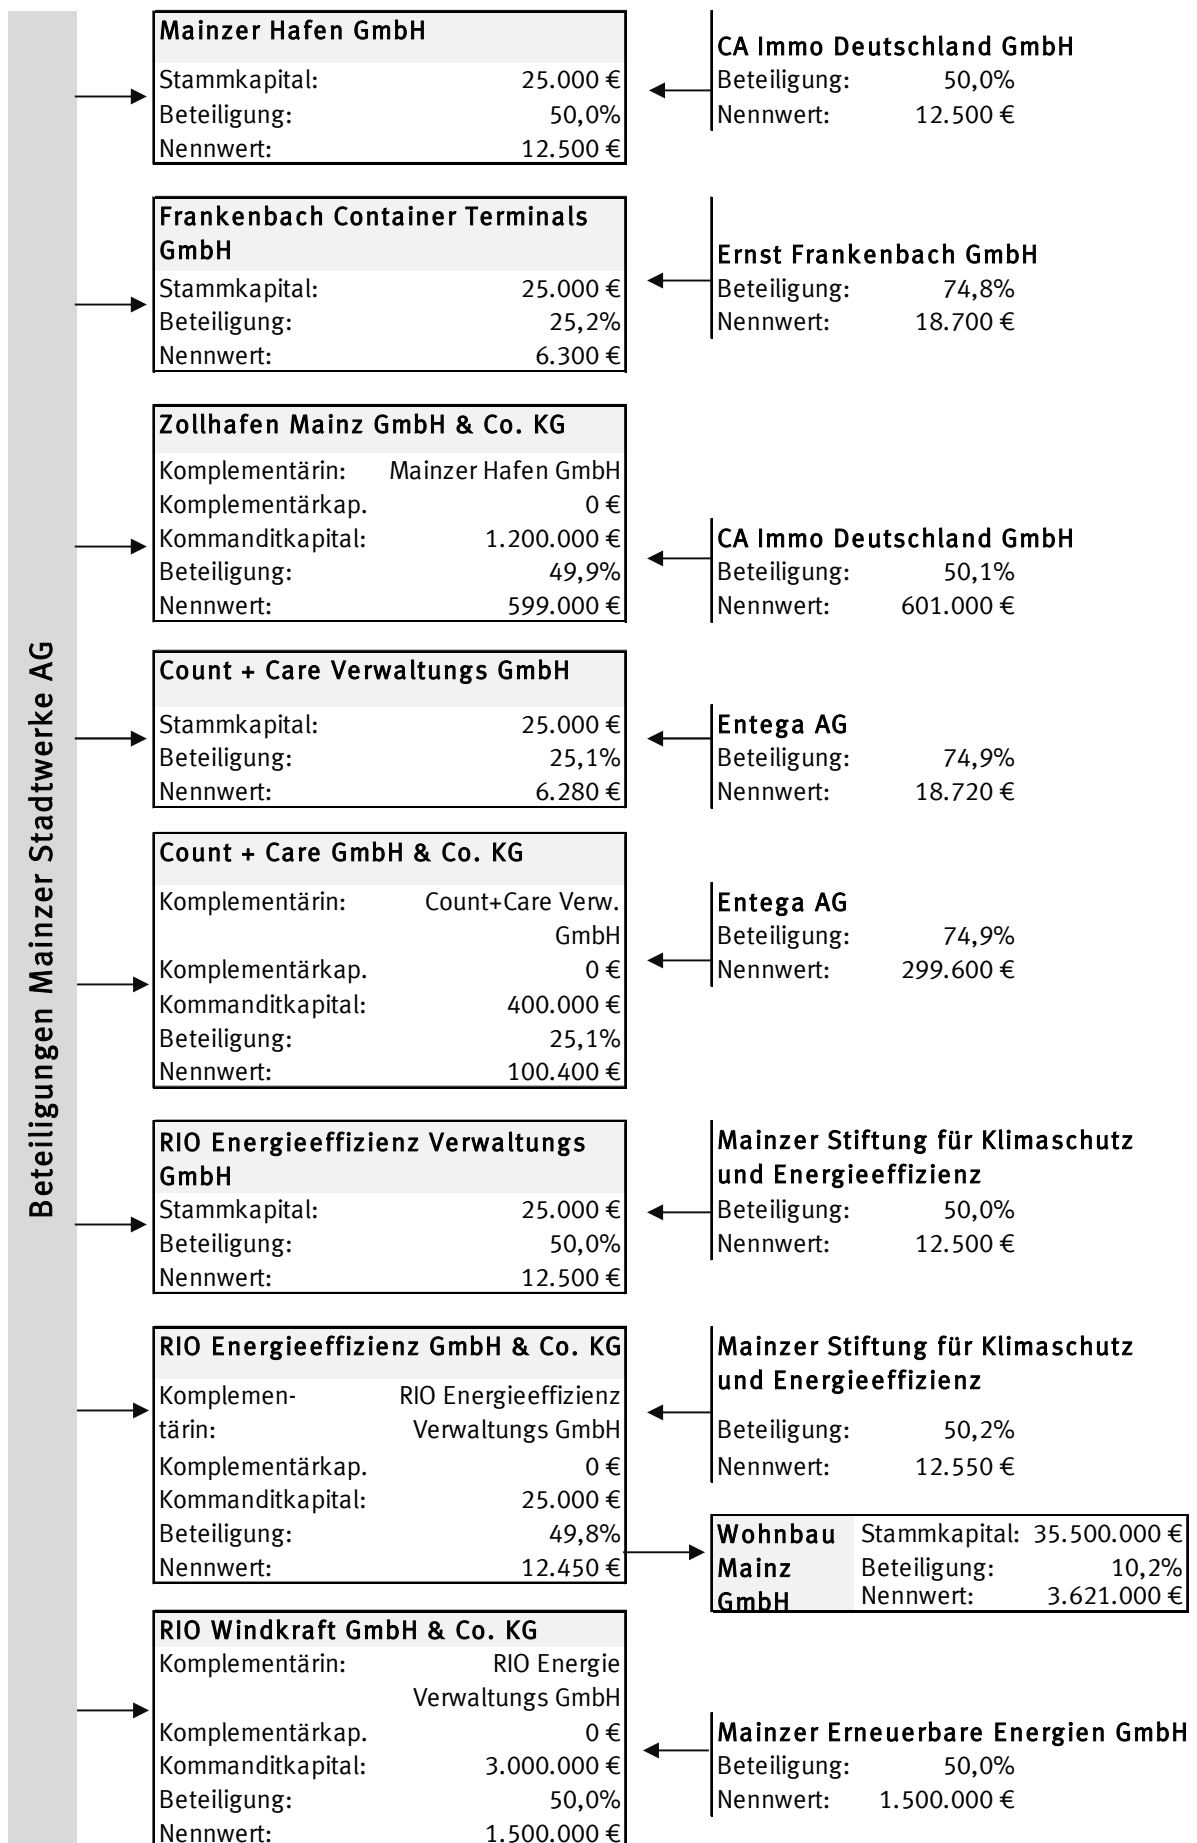 Beteiligungen Mainzer Stadtwerke AG
Mainzer Hafen GmbH
Stammkapital: 25.000 €
Beteiligung: 50,0%
Nennwert: 12.500 €
CA Immo Deutschland GmbH
Beteiligung: 50,0%
Nennwert: 12.500 €
Frankenbach Container Terminals
GmbH
Stammkapital: 25.000 €
Beteiligung: 25,2%
Nennwert: 6.300 €
Ernst Frankenbach GmbH
Beteiligung: 74,8%
Nennwert: 18.700 €
Zollhafen Mainz GmbH & Co. KG
Komplementärin: Mainzer Hafen GmbH
Komplementärkap. 0 €
Kommanditkapital: 1.200.000 €
Beteiligung: 49,9%
Nennwert: 599.000 €
CA Immo Deutschland GmbH
Beteiligung: 50,1%
Nennwert: 601.000 €
Count + Care Verwaltungs GmbH
Stammkapital: 25.000 €
Beteiligung: 25,1%
Nennwert: 6.280 €
Entega AG
Beteiligung: 74,9%
Nennwert: 18.720 €
Count + Care GmbH & Co. KG
Komplementärin: Count+Care Verw.
GmbH
Komplementärkap. 0 €
Kommanditkapital: 400.000 €
Beteiligung: 25,1%
Nennwert: 100.400 €
Entega AG
Beteiligung: 74,9%
Nennwert: 299.600 €
RIO Energieeffizienz Verwaltungs
GmbH
Stammkapital: 25.000 €
Beteiligung: 50,0%
Nennwert: 12.500 €
Mainzer Stiftung für Klimaschutz
und Energieeffizienz
Beteiligung: 50,0%
Nennwert: 12.500 €
RIO Energieeffizienz GmbH & Co. KG
Komplemen- RIO Energieeffizienz
tärin: Verwaltungs GmbH
Komplementärkap. 0 €
Kommanditkapital: 25.000 €
Beteiligung: 49,8%
Nennwert: 12.450 €
Mainzer Stiftung für Klimaschutz
und Energieeffizienz
Beteiligung: 50,2%
Nennwert: 12.550 €
Wohnbau Stammkapital: 35.500.000 €
Mainz Beteiligung: 10,2%
GmbH Nennwert: 3.621.000 €
RIO Windkraft GmbH & Co. KG
Komplementärin: RIO Energie
Verwaltungs GmbH
Komplementärkap. 0 €
Kommanditkapital: 3.000.000 €
Beteiligung: 50,0%
Nennwert: 1.500.000 €
Mainzer Erneuerbare Energien GmbH
Beteiligung: 50,0%
Nennwert: 1.500.000 €